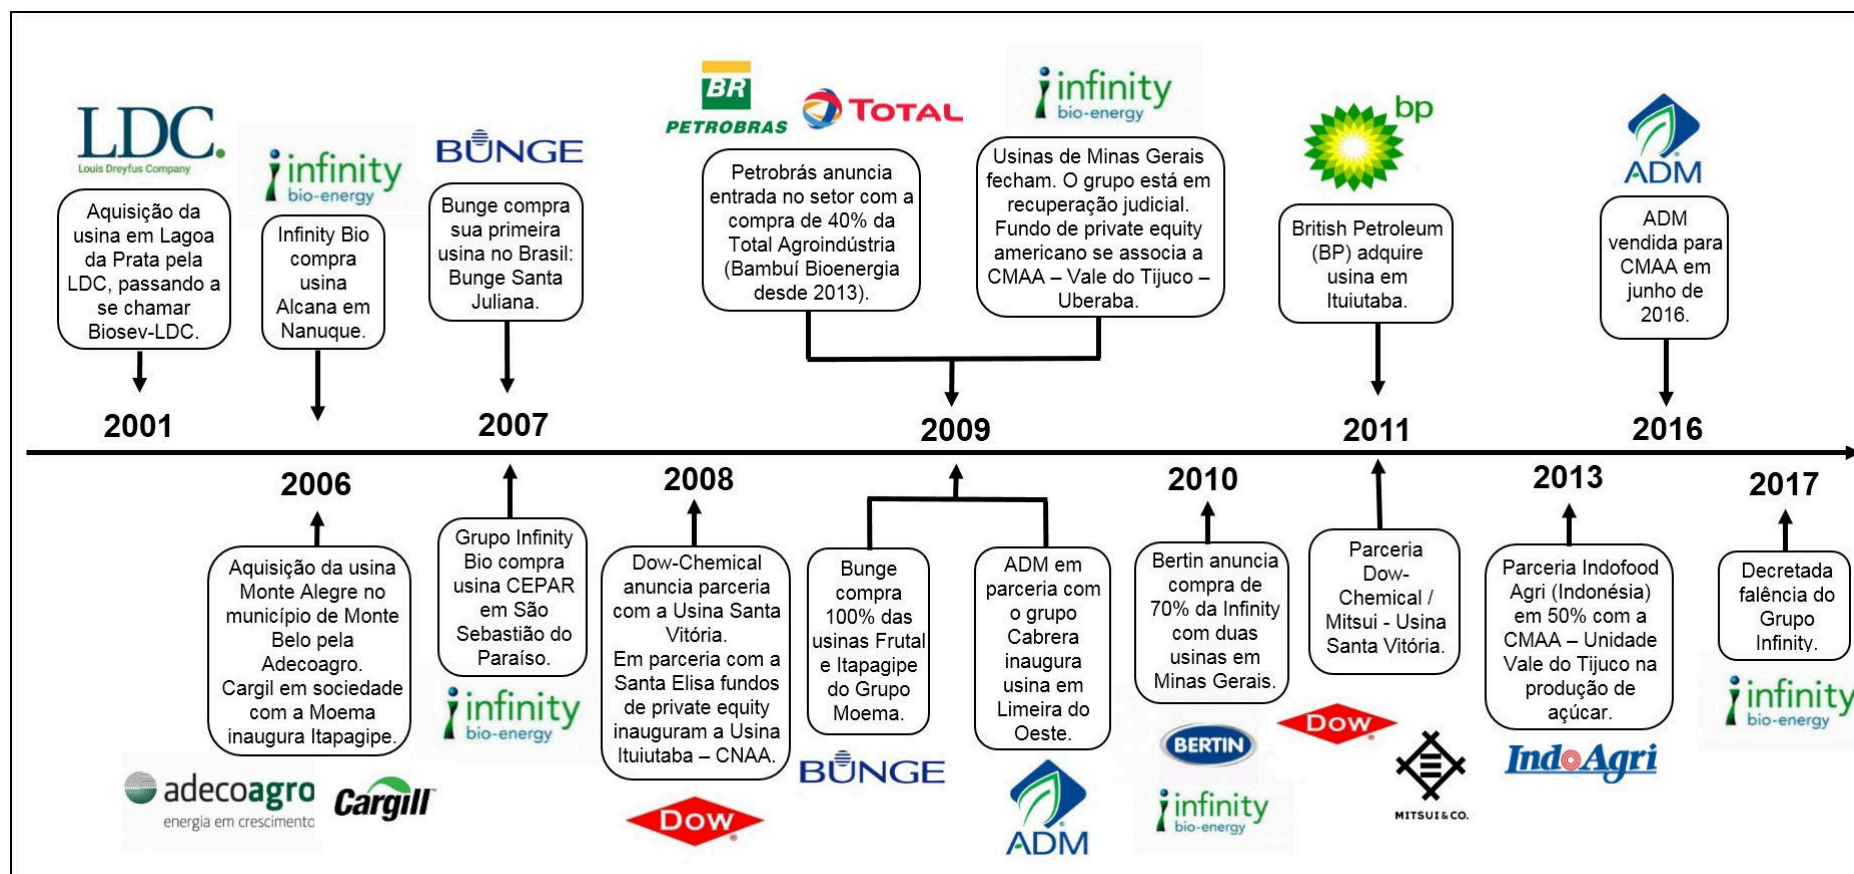 LDC.
Louis Dreyfus Company
Aquisição da
usina em Lagoa
da Prata pela
LDC, passando a
se chamar
Biosev-LDC.
infinity
bio-energy
Infinity Bio
compra
usina
Alcana em
Nanuque.
BUNGE
Bunge compra
sua primeira
usina no Brasil:
Bunge Santa
Juliana.
BR
PETROBRAS
TOTAL
Petrobrás anuncia
entrada no setor com a
compra de 40% da
Total Agroindústria
(Bambuí Bioenergia
desde 2013).
infinity
bio-energy
Usinas de Minas Gerais
fecham. O grupo está em
recuperação judicial.
Fundo de private equity
americano se associa a
CMAA – Vale do Tijuco –
Uberaba.
bp
British Petroleum
(BP) adquire
usina em
Ituiutaba.
ADM
ADM
vendida para
CMAA em
junho de
2016.
2001
2007
2009
2011
2016
2006
2008
2010
2013
2017
Aquisição da usina
Monte Alegre no
município de Monte
Belo pela
Adecoagro.
Cargil em sociedade
com a Moema
inaugura Itapagipe.
adecoagro
energia em crescimento
Cargill
Grupo Infinity
Bio compra
usina CEPAR
em São
Sebastião do
Paraíso.
infinity
bio-energy
Dow-Chemical
anuncia parceria
com a Usina Santa
Vitória.
Em parceria com a
Santa Elisa fundos
de private equity
inauguram a Usina
Ituiutaba – CNAA.
DOW
Bunge
compra
100% das
usinas Frutal
e Itapagipe
do Grupo
Moema.
BUNGE
ADM em
parceria com
o grupo
Cabrera
inaugura
usina em
Limeira do
Oeste.
ADM
Bertin anuncia
compra de
70% da Infinity
com duas
usinas em
Minas Gerais.
BERTIN
infinity
bio-energy
Parceria
Dow-
Chemical /
Mitsui - Usina
Santa Vitória.
DOW
MITSUI & CO.
Parceria Indofood
Agri (Indonésia)
em 50% com a
CMAA – Unidade
Vale do Tijuco na
produção de
açúcar.
IndoAgri
Decretada
falência do
Grupo
Infinity.
infinity
bio-energy